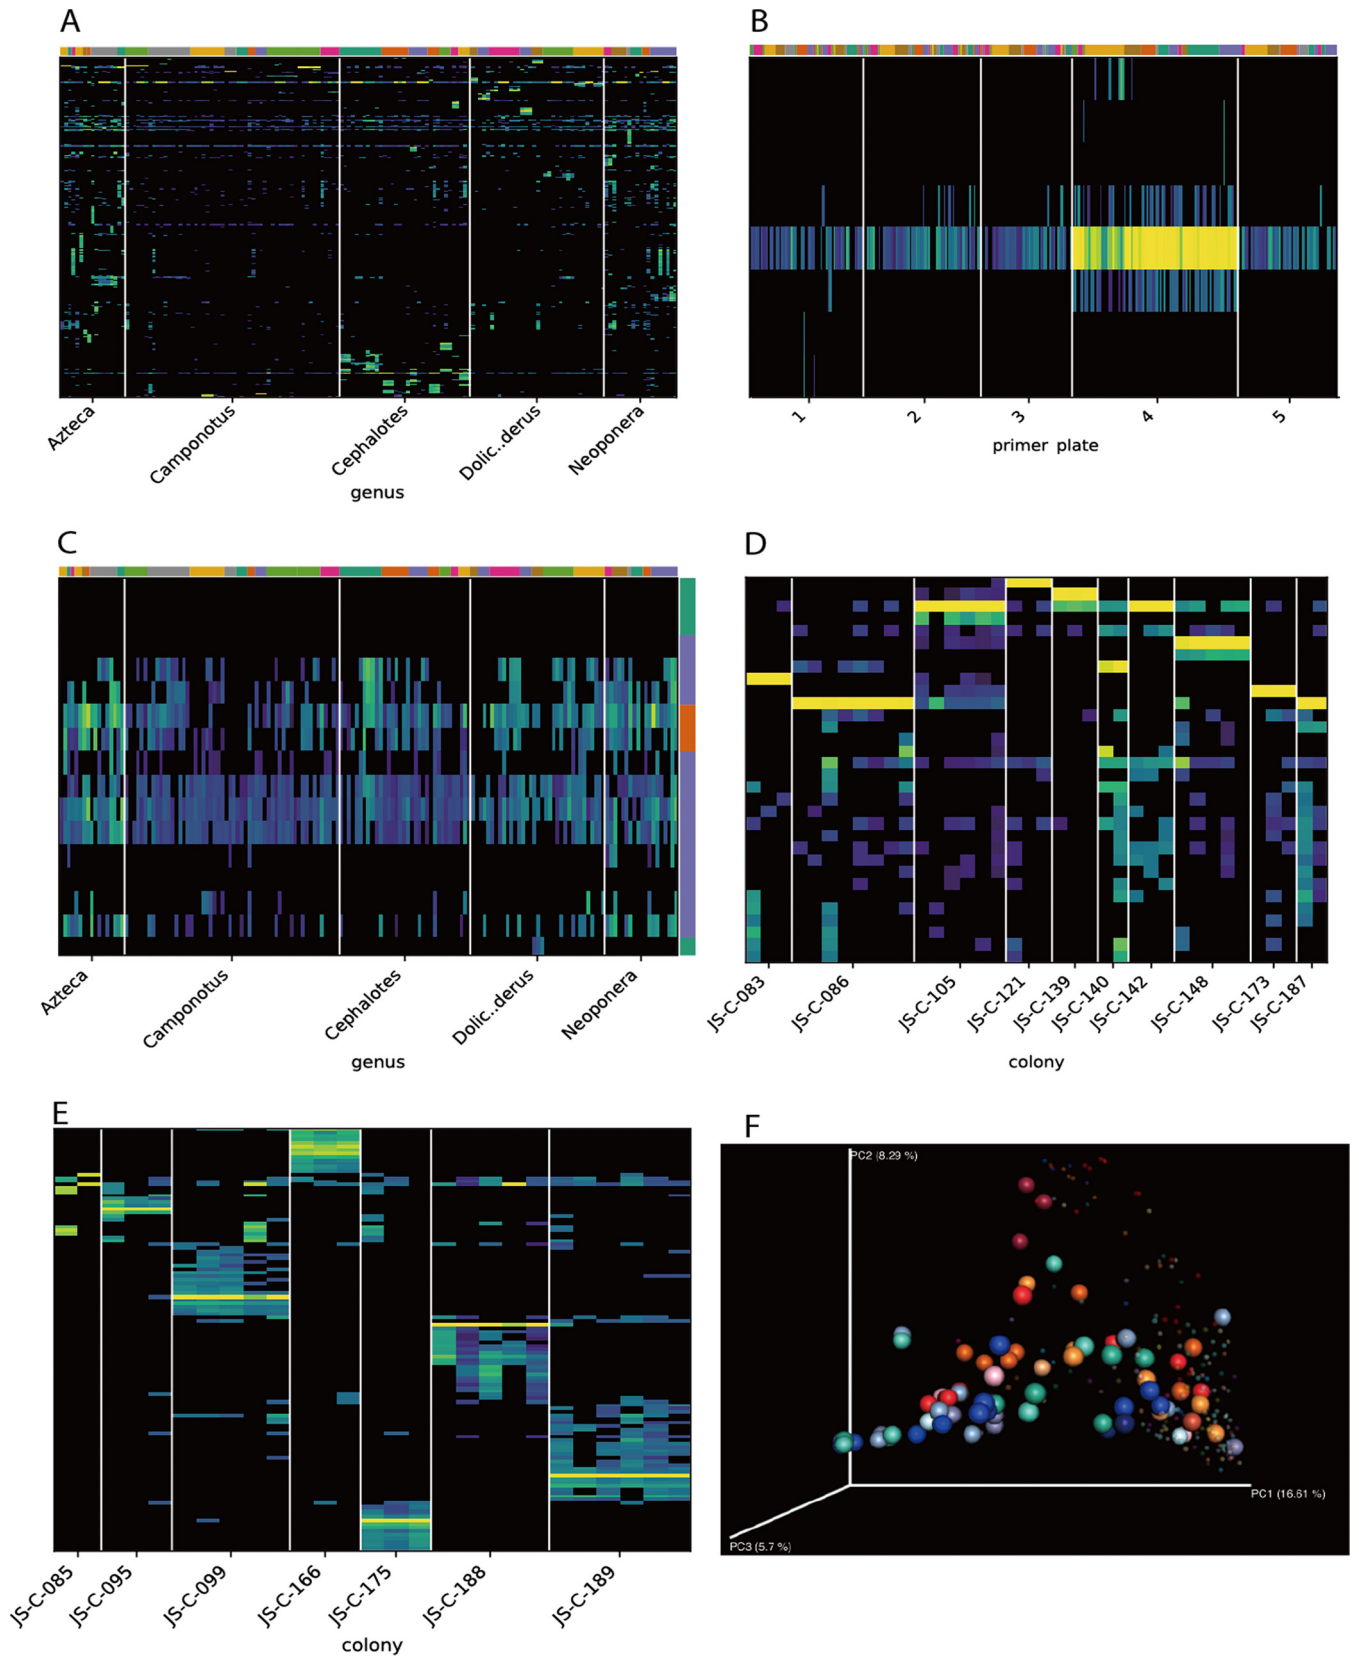 A
B
Azteca
Camponotus
Cephalotes
Dolic..derus
Neoponera
genus
1
2
3
4
5
primer plate
C
D
Azteca
Camponotus
Cephalotes
Dolic..derus
Neoponera
genus
JS-C-083
JS-C-086
JS-C-105
JS-C-121
JS-C-139
JS-C-140
JS-C-142
JS-C-148
JS-C-173
JS-C-187
colony
E
F
JS-C-085
JS-C-095
JS-C-099
JS-C-166
JS-C-175
JS-C-188
JS-C-189
colony
PC2 (8.29 %)
PC1 (16.61 %)
PC3 (5.7 %)